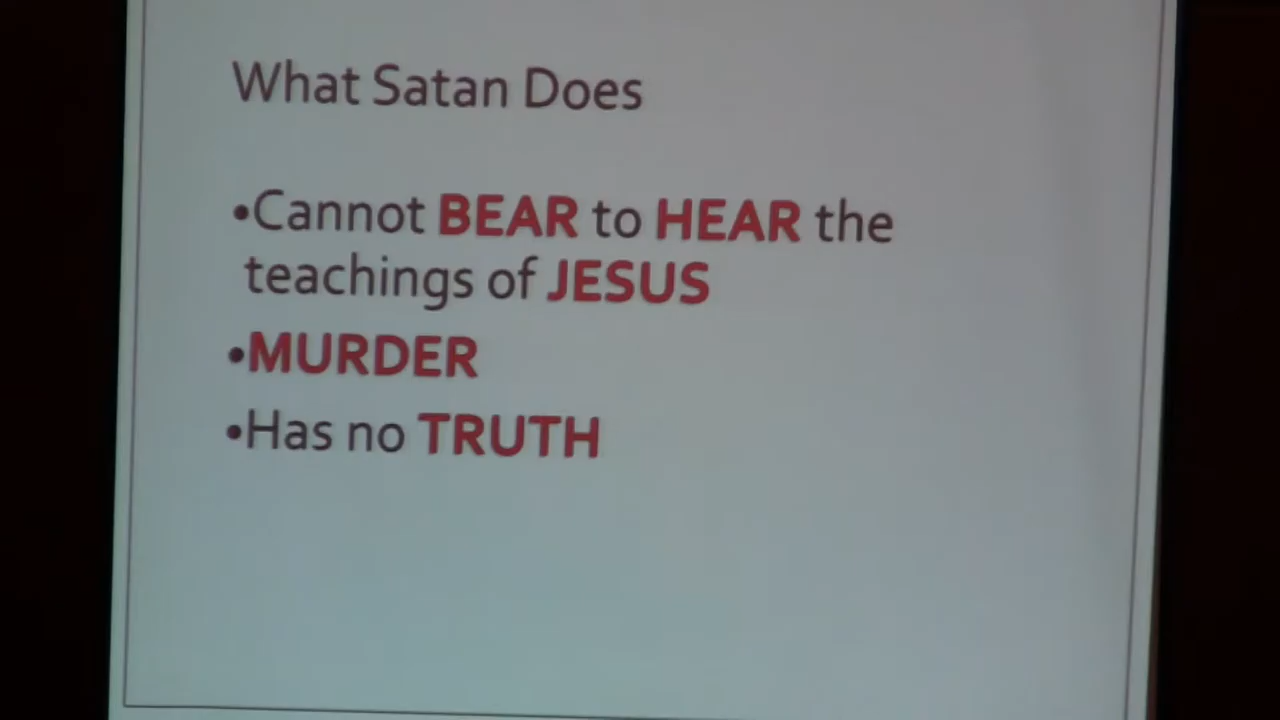 What Satan Does
•Cannot BEAR to HEAR the
teachings of JESUS
•MURDER
•Has no TRUTH